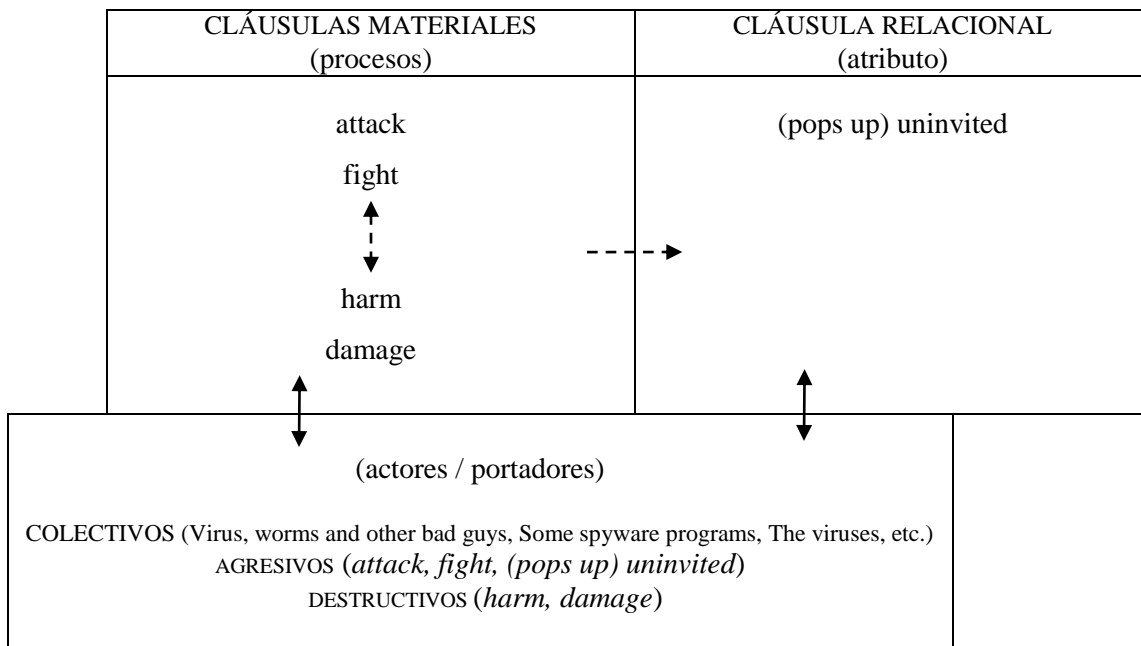 CLÁUSULAS MATERIALES
(procesos)
CLÁUSULA RELACIONAL
(atributo)
attack
fight
harm
damage
(pops up) uninvited
(actores / portadores)
COLECTIVOS (Virus, worms and other bad guys, Some spyware programs, The viruses, etc.)
AGRESIVOS (attack, fight, (pops up) uninvited)
DESTRUCTIVOS (harm, damage)